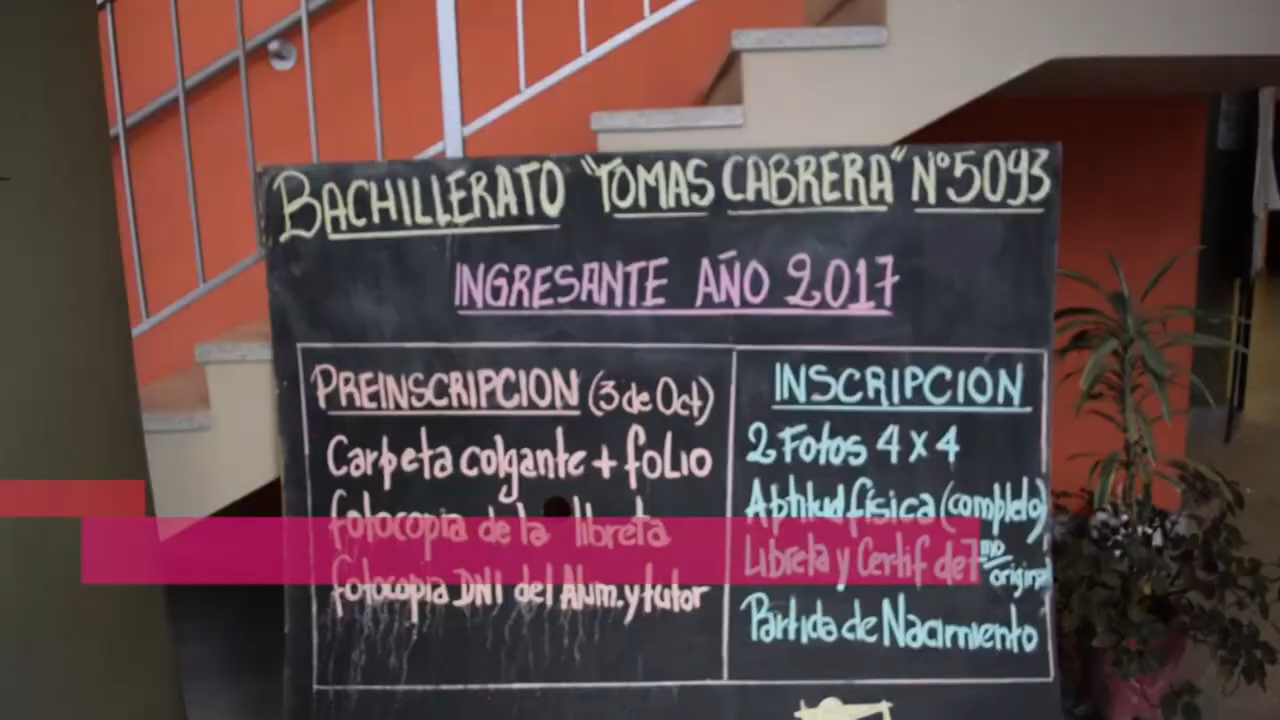 BACHILLERATO "TOMAS CABRERA" Nº5093
INGRESANTE AÑO 2017
PREINSCRIPCION (3 de Oct)
Carpeta colgante + folio
fotocopia de la libreta
fotocopia DNI del Alum. y tutor
INSCRIPCION
2 Fotos 4 x 4
Aptitud física (completo)
Libreta y Certif de 7mo original
Partida de Nacimiento